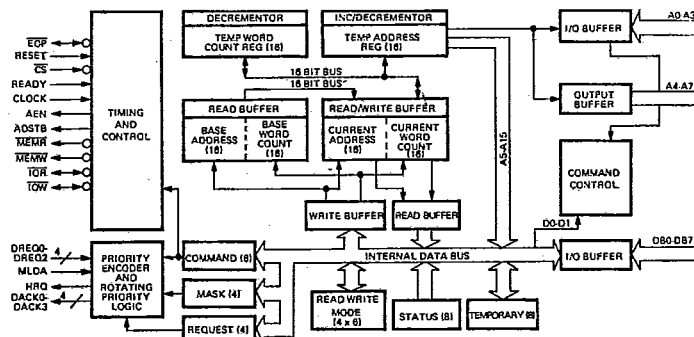 DECREMENTOR
TEMP WORD
COUNT REG (16)
INC/DECREMENTOR
TEMP ADDRESS
REG (16)
I/O BUFFER
A0-A3
EOP
RESET
CS
READY
CLOCK
AEN
ADSTB
MEMR
MEMW
IOR
IOW
TIMING
AND
CONTROL
16 BIT BUS
16 BIT BUS
OUTPUT
BUFFER
A4-A7
READ BUFFER
BASE
ADDRESS
(16)
BASE
WORD
COUNT
(16)
READ/WRITE BUFFER
CURRENT
ADDRESS
(16)
CURRENT
WORD
COUNT
(16)
A5-A15
COMMAND
CONTROL
WRITE BUFFER
READ BUFFER
D0-D1
DREQ0-
DREQ2
4
MLDA
HRQ
DACK0-
DACK3
4
PRIORITY
ENCODER
AND
ROTATING
PRIORITY
LOGIC
COMMAND (8)
MASK (4)
REQUEST (4)
INTERNAL DATA BUS
I/O BUFFER
DB0-DB7
READ WRITE
MODE
(4 x 6)
STATUS (8)
TEMPORARY (8)